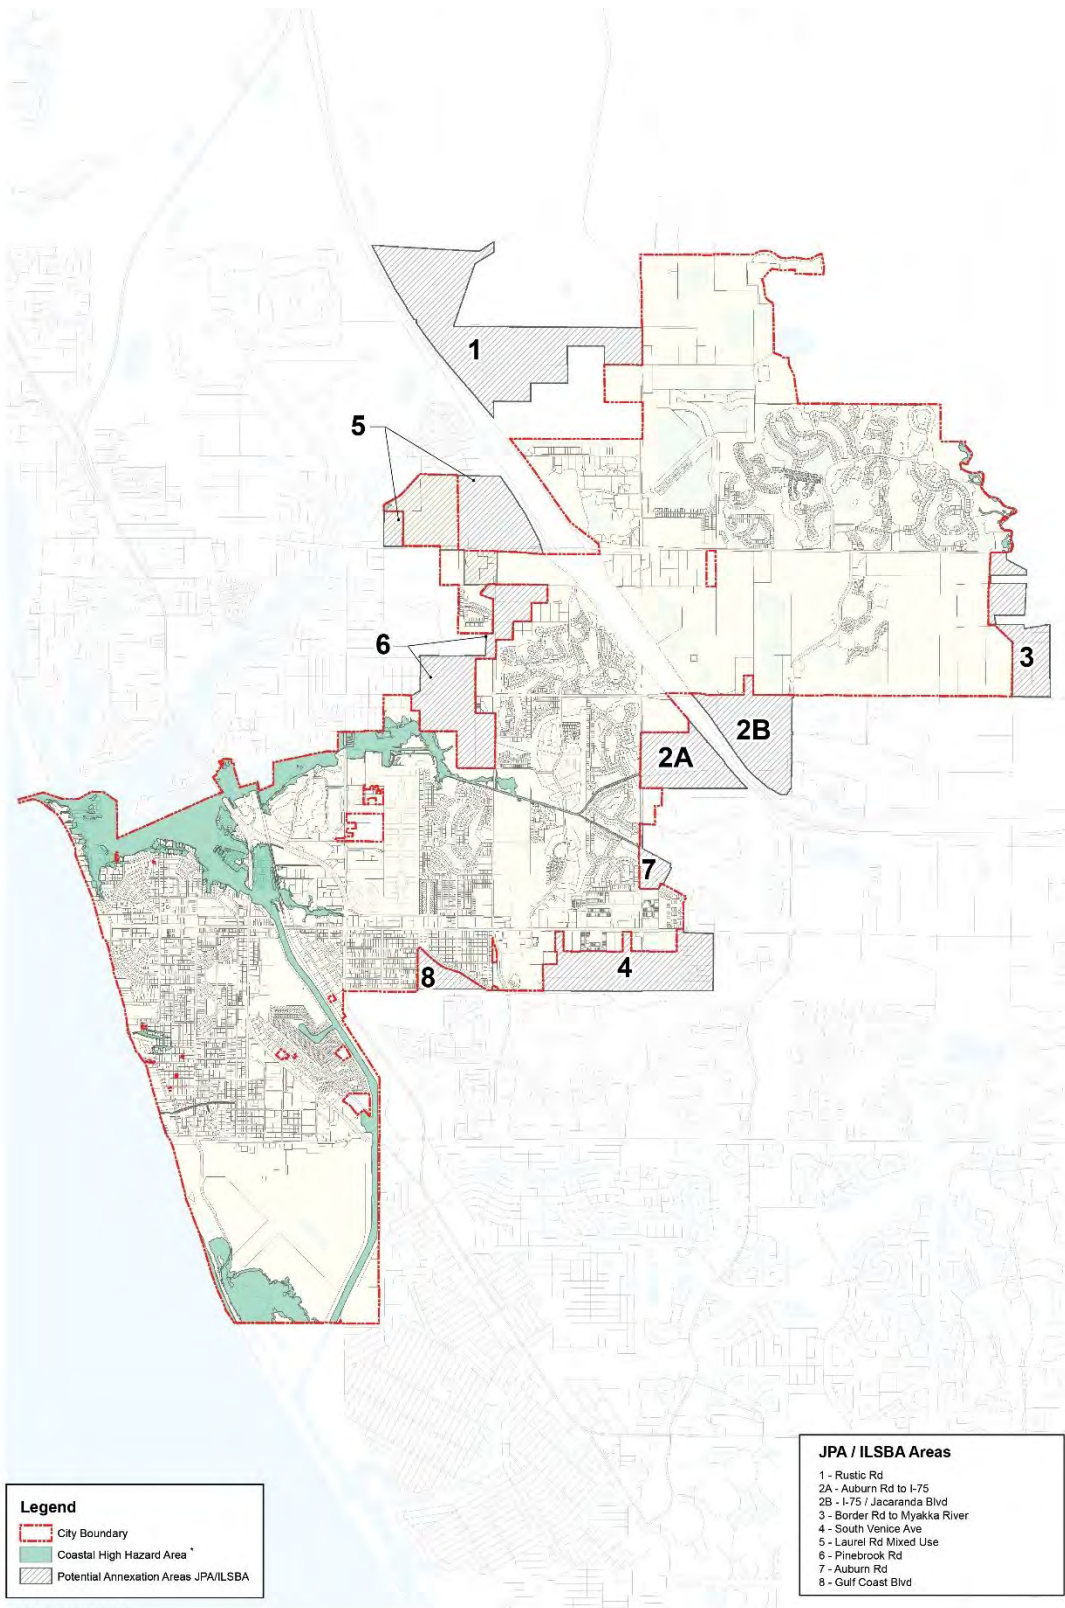 1
5
6
3
2B
2A
7
4
8
Legend
City Boundary
Coastal High Hazard Area *
Potential Annexation Areas JPA/ILSBA
JPA / ILSBA Areas
1 - Rustic Rd
2A - Auburn Rd to I-75
2B - I-75 / Jacaranda Blvd
3 - Border Rd to Myakka River
4 - South Venice Ave
5 - Laurel Rd Mixed Use
6 - Pinebrook Rd
7 - Auburn Rd
8 - Gulf Coast Blvd